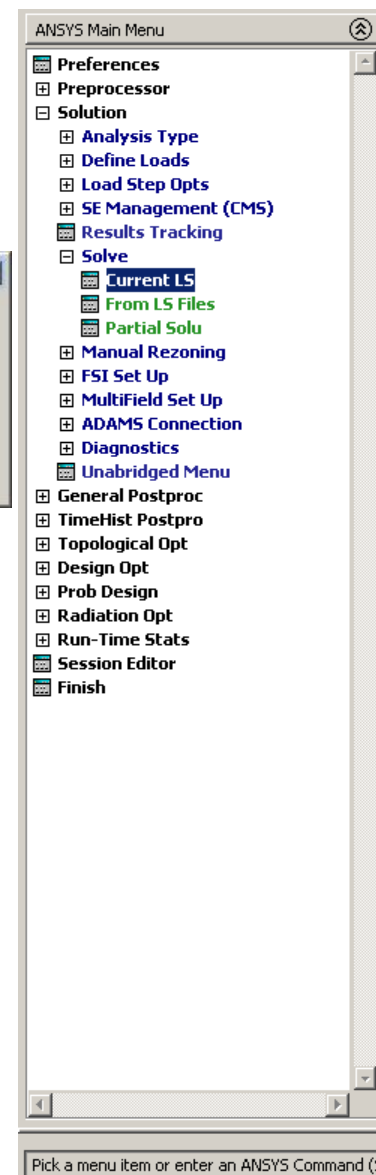 ANSYS Main Menu
Preferences
Preprocessor
Solution
Analysis Type
Define Loads
Load Step Opts
SE Management (CMS)
Results Tracking
Solve
Current LS
From LS Files
Partial Solu
Manual Rezoning
FSI Set Up
MultiField Set Up
ADAMS Connection
Diagnostics
Unabridged Menu
General Postproc
TimeHist Postpro
Topological Opt
Design Opt
Prob Design
Radiation Opt
Run-Time Stats
Session Editor
Finish
Pick a menu item or enter an ANSYS Command (